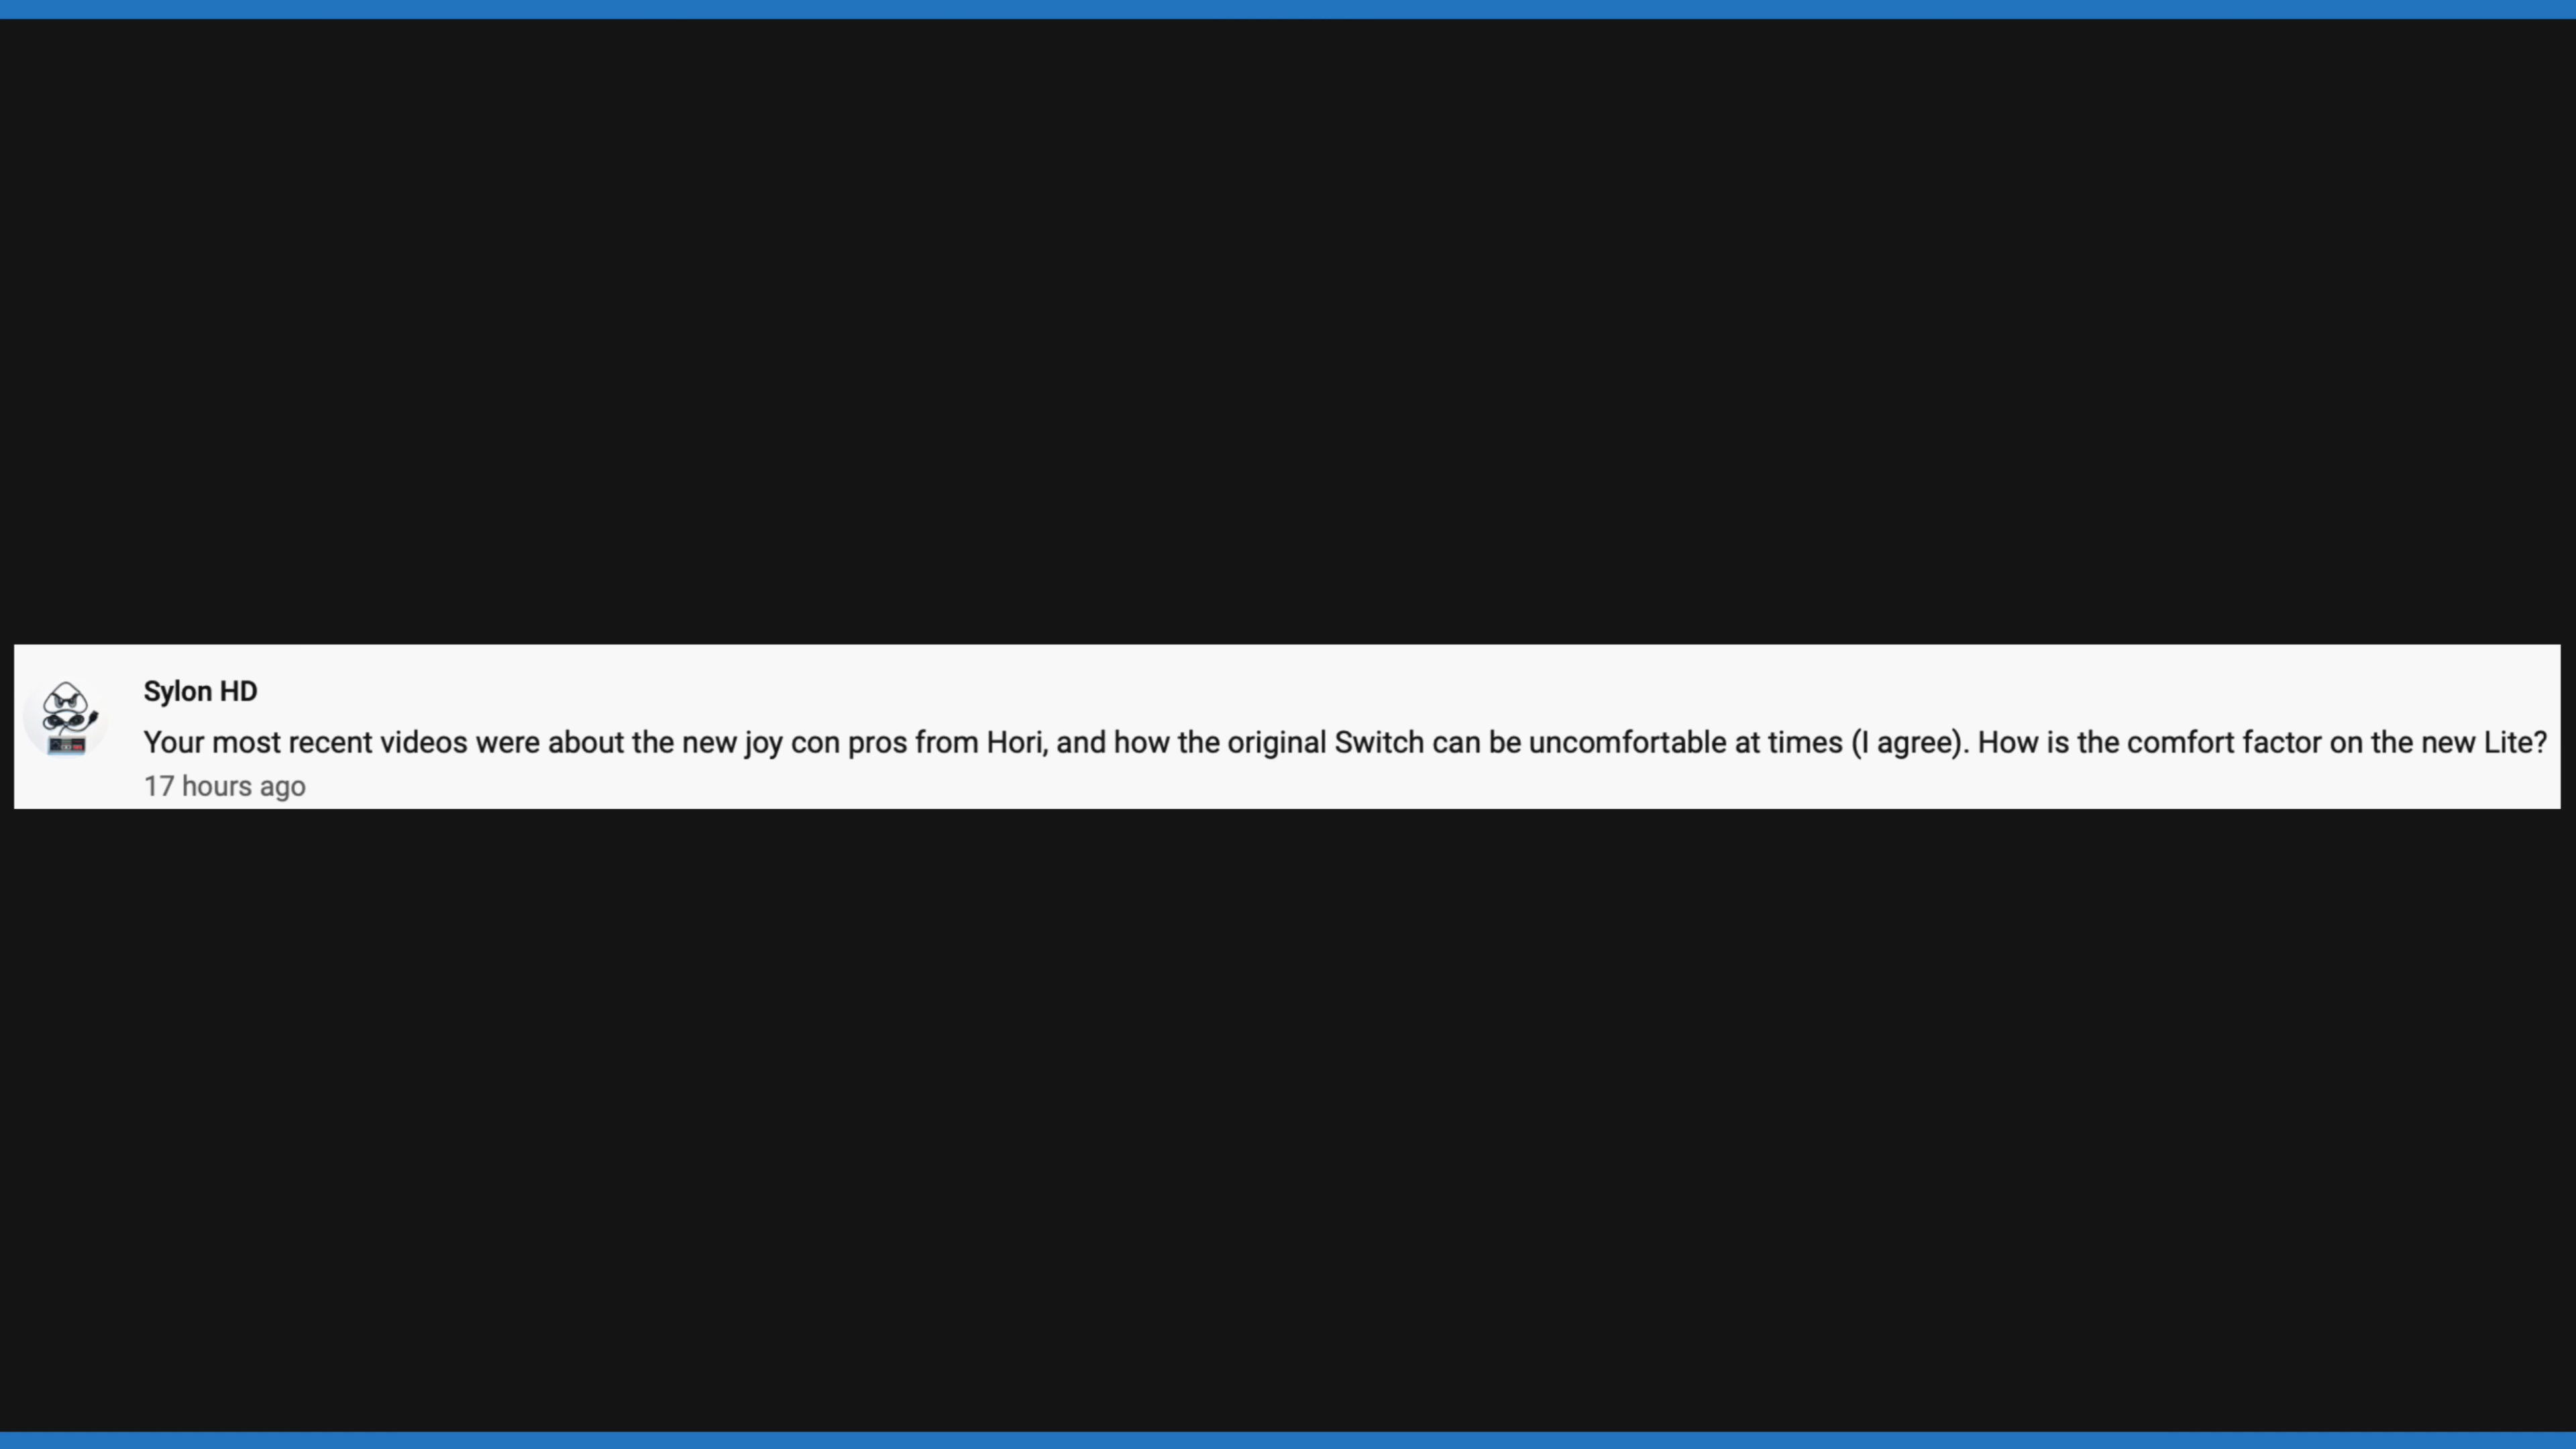 Sylon HD
Your most recent videos were about the new joy con pros from Hori, and how the original Switch can be uncomfortable at times (I agree). How is the comfort factor on the new Lite?
17 hours ago